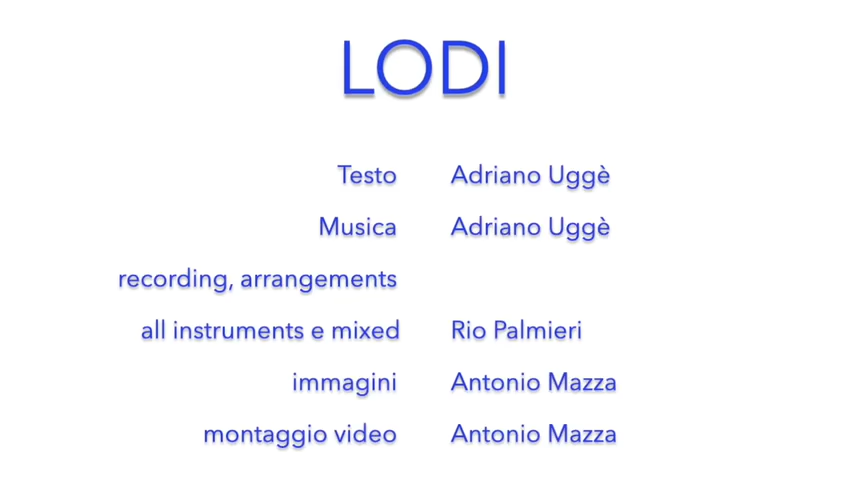 LODI
Testo Adriano Uggè
Musica Adriano Uggè
recording, arrangements
all instruments e mixed Rio Palmieri
immagini Antonio Mazza
montaggio video Antonio Mazza